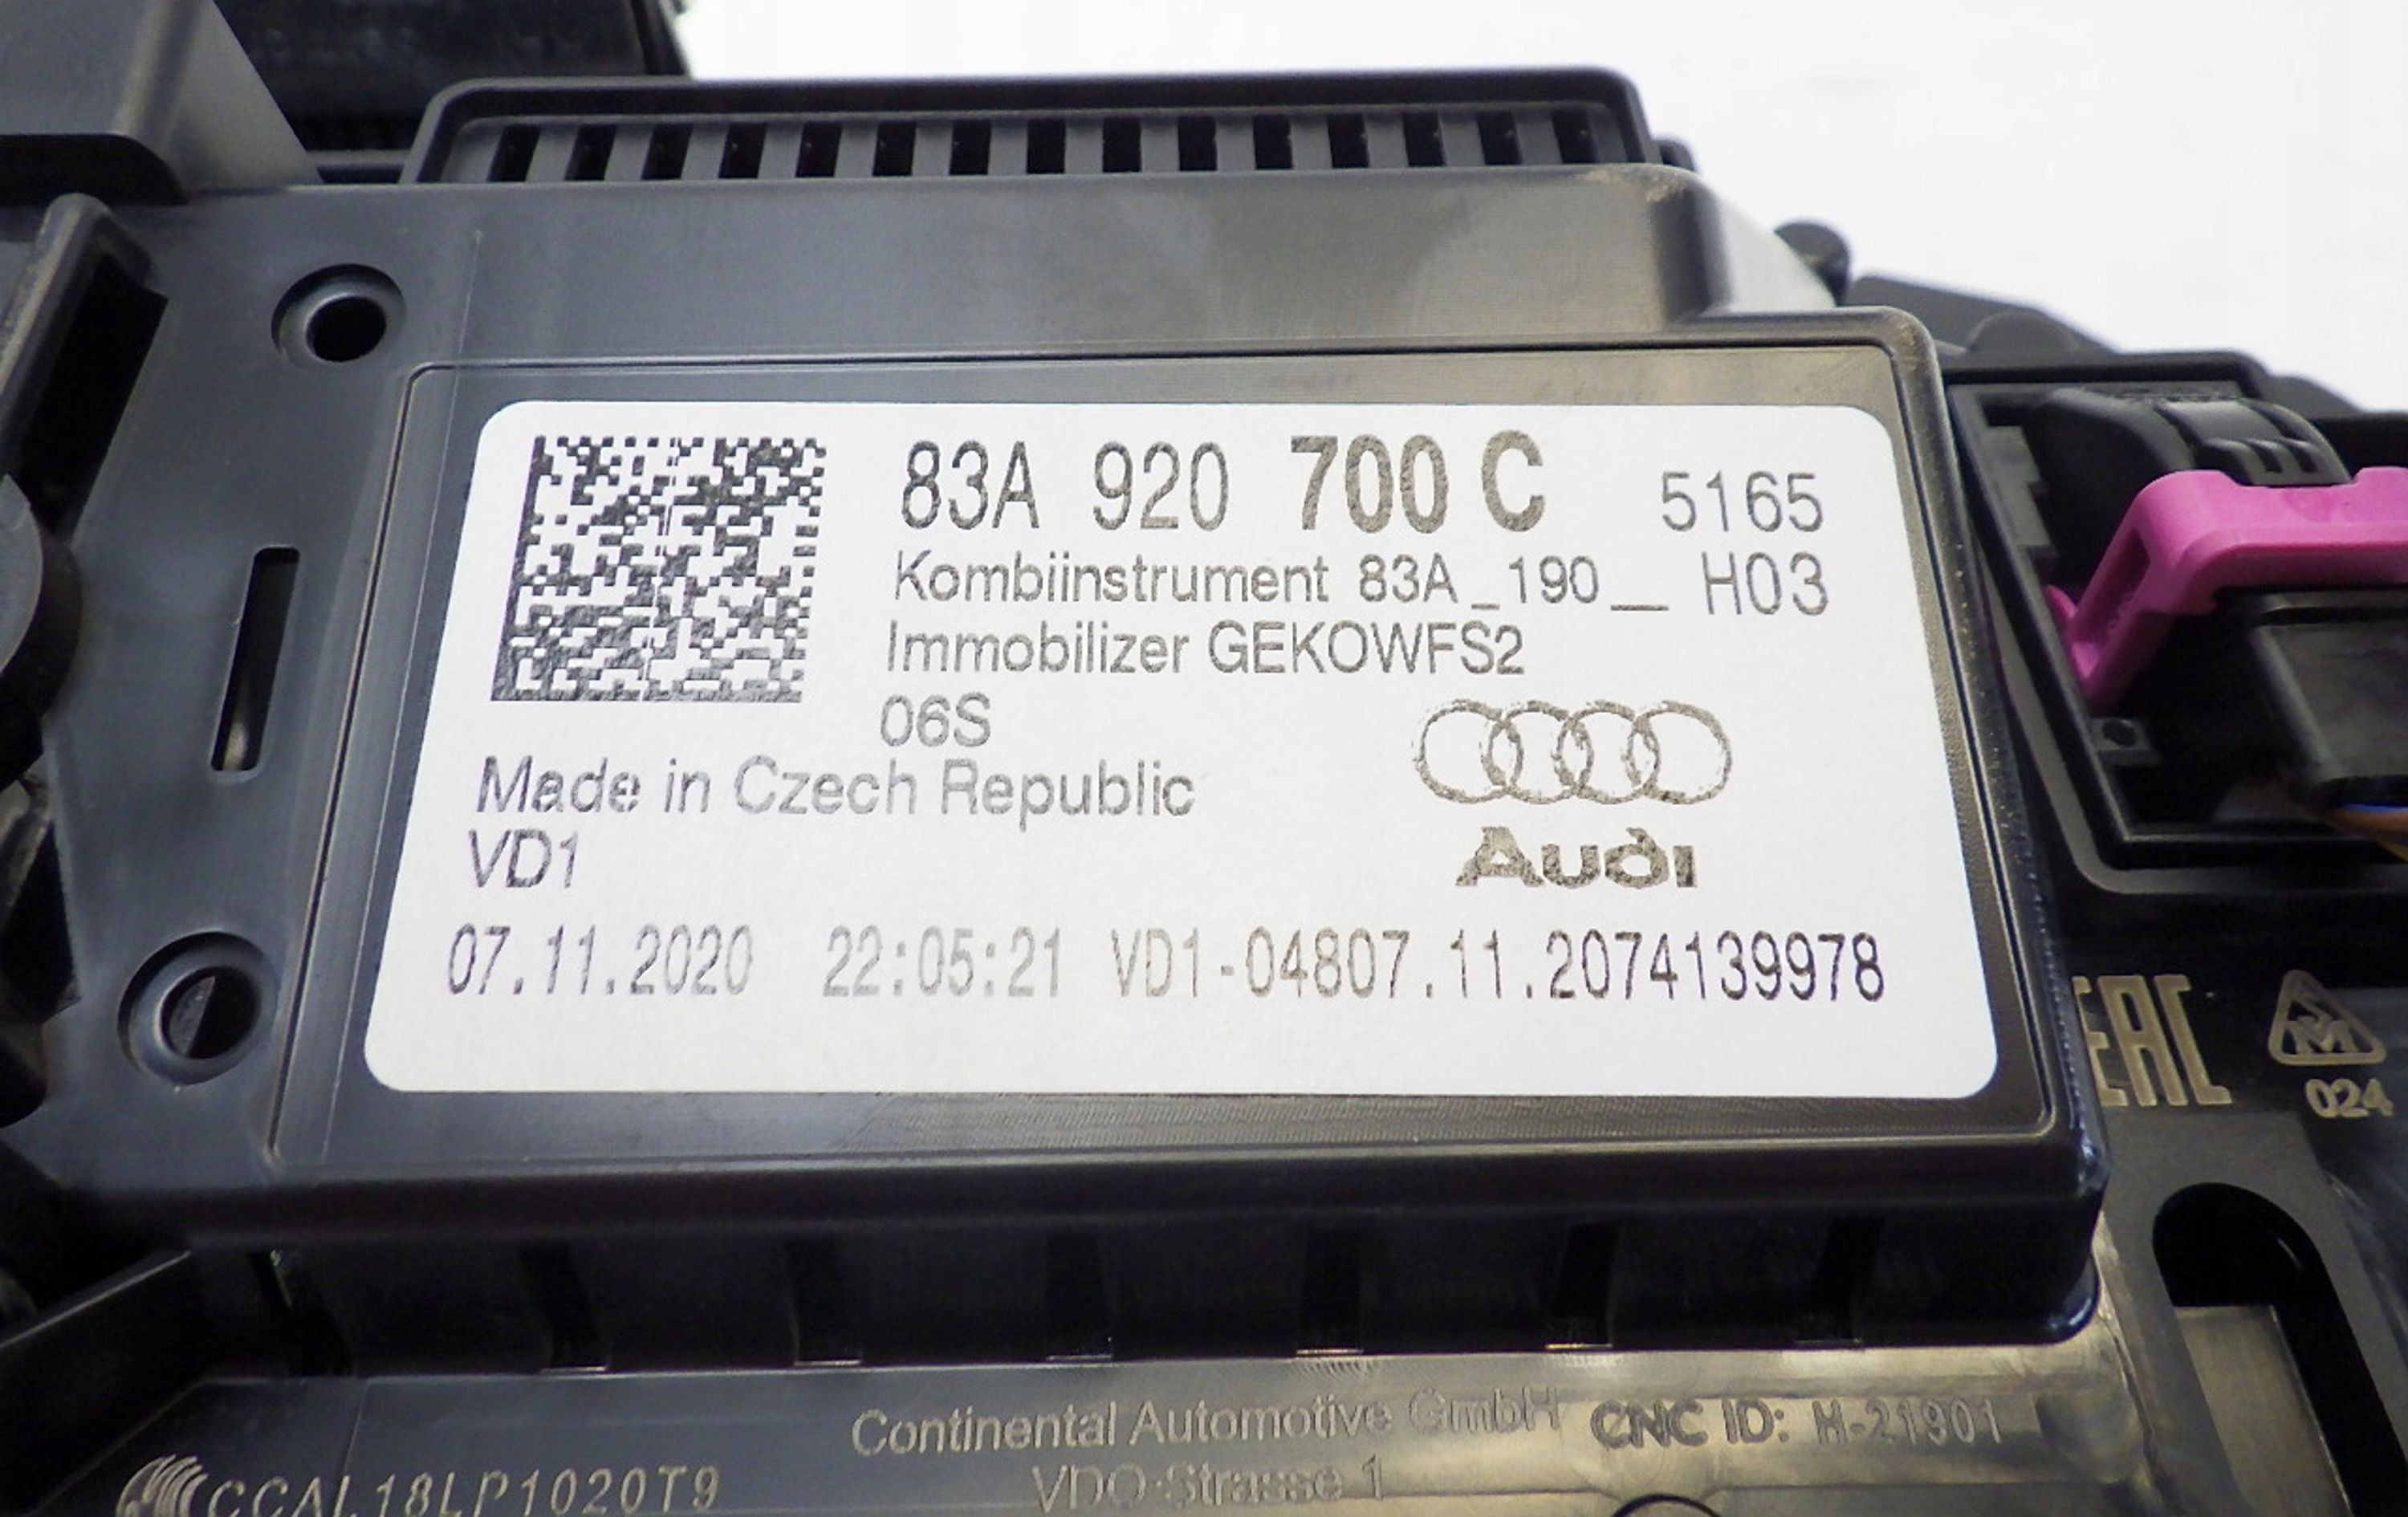 83A 920 700 C 5165
Kombiinstrument 83A_190__ H03
Immobilizer GEKOWFS2
06S
Made in Czech Republic
VD1
Audi
07.11.2020 22:05:21 VD1-04807.11.2074139978
EAC
M
024
Continental Automotive GmbH CNC ID: H-21901
VDO-Strasse 1
CCAL18LP1020T9